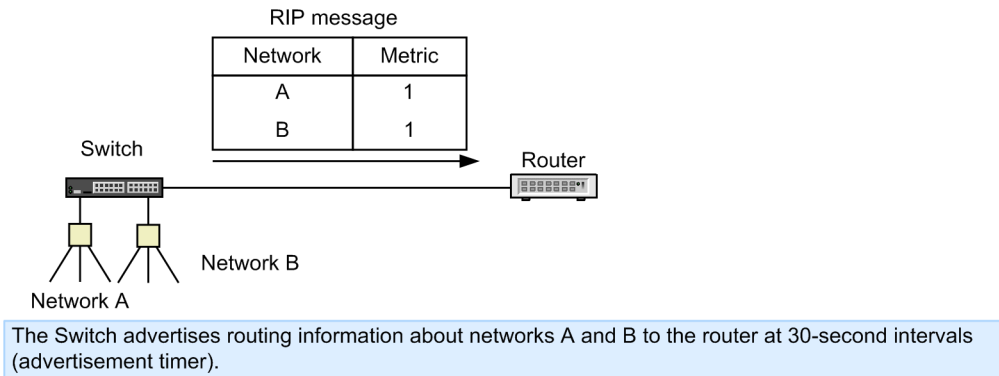 RIP message
Network Metric
A 1
B 1
Switch
Router
Network B
Network A
The Switch advertises routing information about networks A and B to the router at 30-second intervals
(advertisement timer).